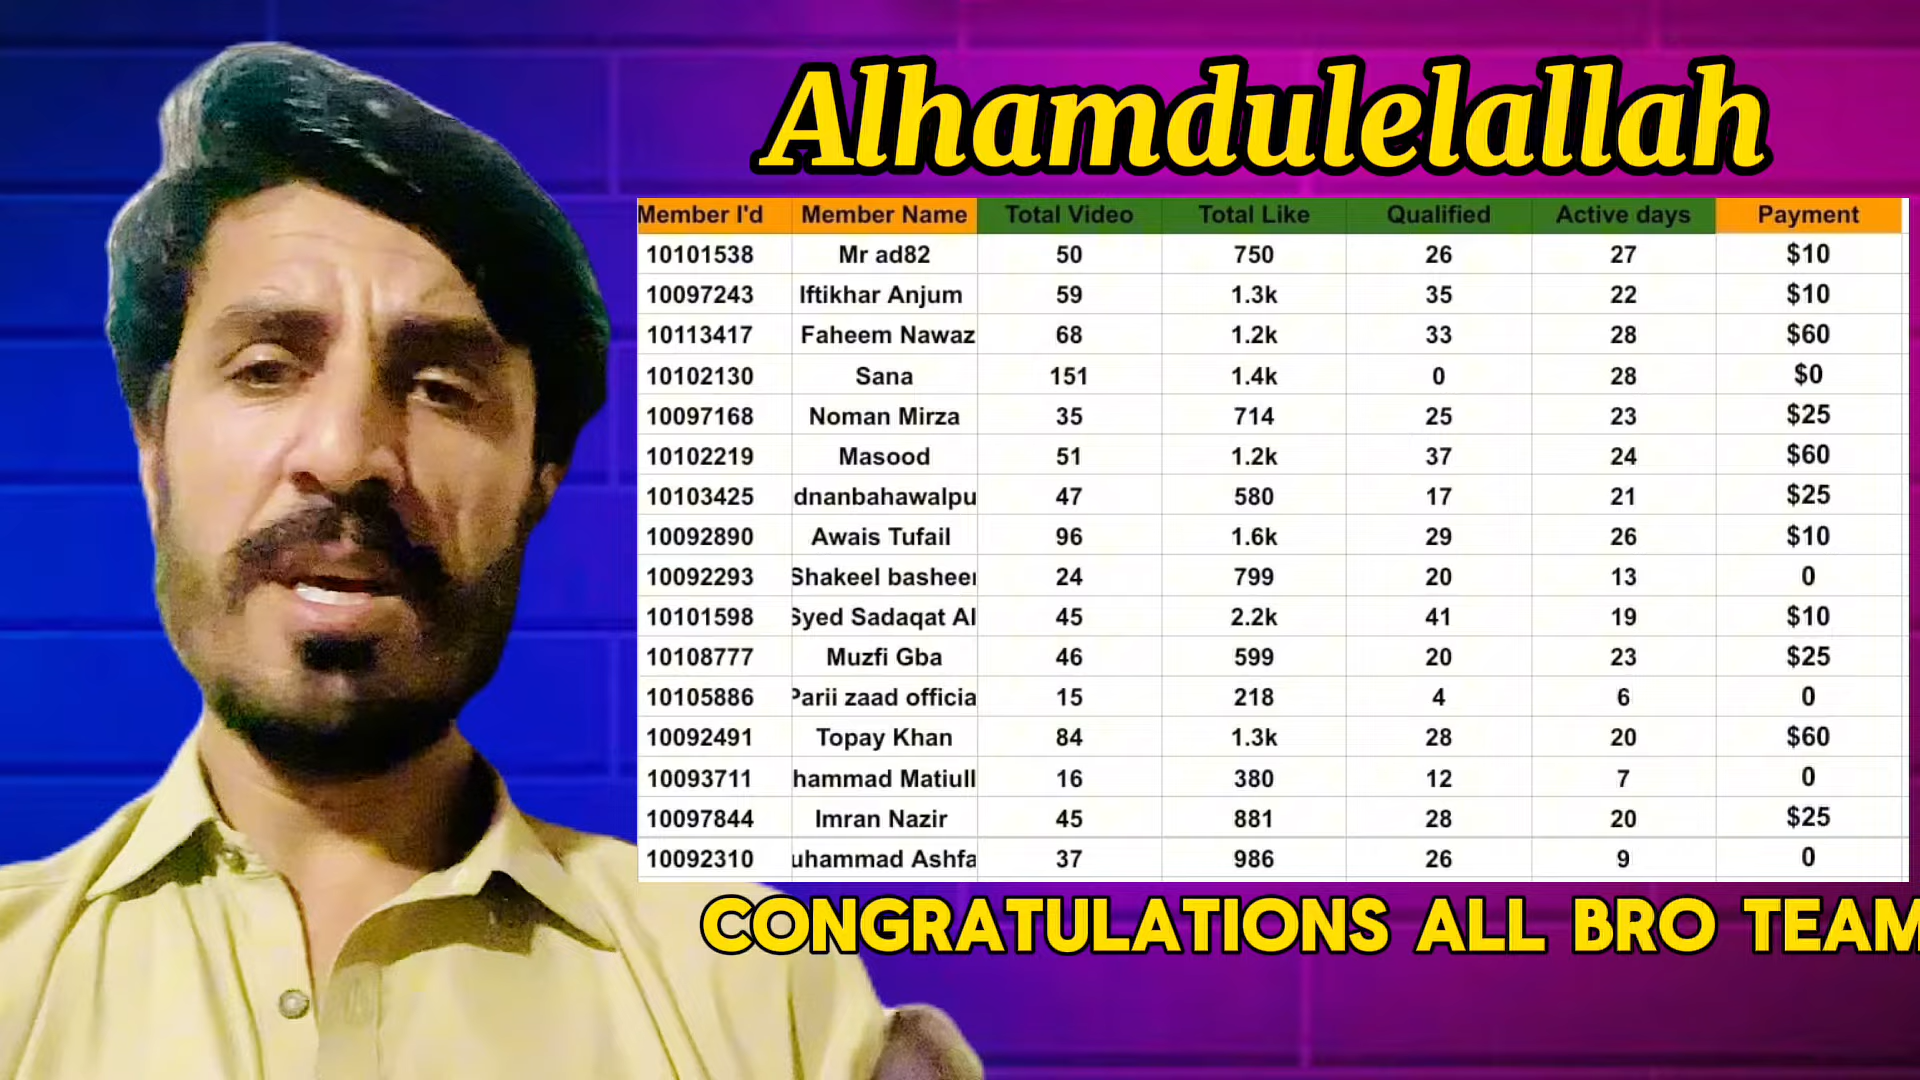 Alhamdulelallah
Member I'd Member Name Total Video Total Like Qualified Active days Payment
10101538 Mr ad82 50 750 26 27 $10
10097243 Iftikhar Anjum 59 1.3k 35 22 $10
10113417 Faheem Nawaz 68 1.2k 33 28 $60
10102130 Sana 151 1.4k 0 28 $0
10097168 Noman Mirza 35 714 25 23 $25
10102219 Masood 51 1.2k 37 24 $60
10103425 dnanbahawalpu 47 580 17 21 $25
10092890 Awais Tufail 96 1.6k 29 26 $10
10092293 Shakeel basheer 24 799 20 13 0
10101598 Syed Sadaqat Al 45 2.2k 41 19 $10
10108777 Muzfi Gba 46 599 20 23 $25
10105886 Parii zaad officia 15 218 4 6 0
10092491 Topay Khan 84 1.3k 28 20 $60
10093711 hammad Matiull 16 380 12 7 0
10097844 Imran Nazir 45 881 28 20 $25
10092310 uhammad Ashfa 37 986 26 9 0
CONGRATULATIONS ALL BRO TEAM